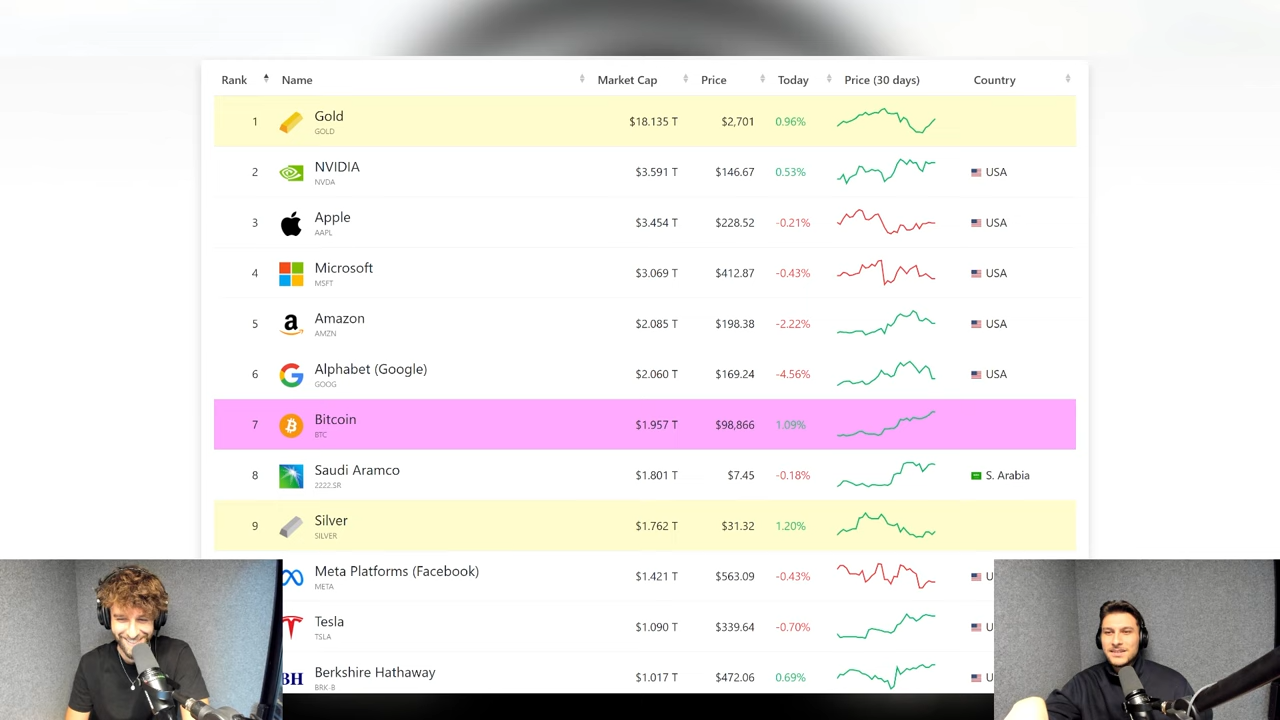 Rank Name Market Cap Price Today Price (30 days) Country
1 Gold $18.135 T $2,701 0.96%
GOLD
2 NVIDIA $3.591 T $146.67 0.53% USA
NVDA
3 Apple $3.454 T $228.52 -0.21% USA
AAPL
4 Microsoft $3.069 T $412.87 -0.43% USA
MSFT
5 Amazon $2.085 T $198.38 -2.22% USA
AMZN
6 Alphabet (Google) $2.060 T $169.24 -4.56% USA
GOOG
7 Bitcoin $1.957 T $98,866 1.09%
BTC
8 Saudi Aramco $1.801 T $7.45 -0.18% S. Arabia
2222.SR
9 Silver $1.762 T $31.32 1.20%
SILVER
Meta Platforms (Facebook) $1.421 T $563.09 -0.43% U
META
Tesla $1.090 T $339.64 -0.70% U
TSLA
BH Berkshire Hathaway $1.017 T $472.06 0.69% U
BRK-B